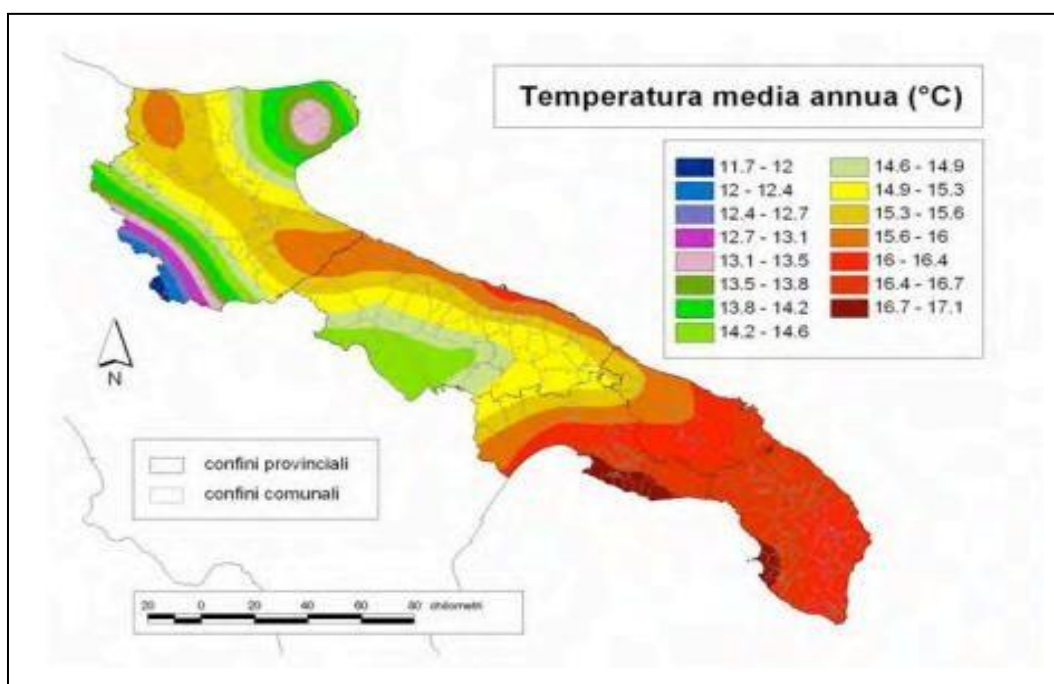 Temperatura media annua (°C)
11.7 - 12
12 - 12.4
12.4 - 12.7
12.7 - 13.1
13.1 - 13.5
13.5 - 13.8
13.8 - 14.2
14.2 - 14.6
14.6 - 14.9
14.9 - 15.3
15.3 - 15.6
15.6 - 16
16 - 16.4
16.4 - 16.7
16.7 - 17.1
N
confini provinciali
confini comunali
20 0 20 40 60 80 chilometri